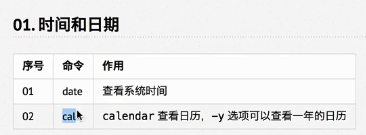 01. 时间和日期
序号 命令 作用
01 date 查看系统时间
02 cal calendar 查看日历，-y 选项可以查看一年的日历